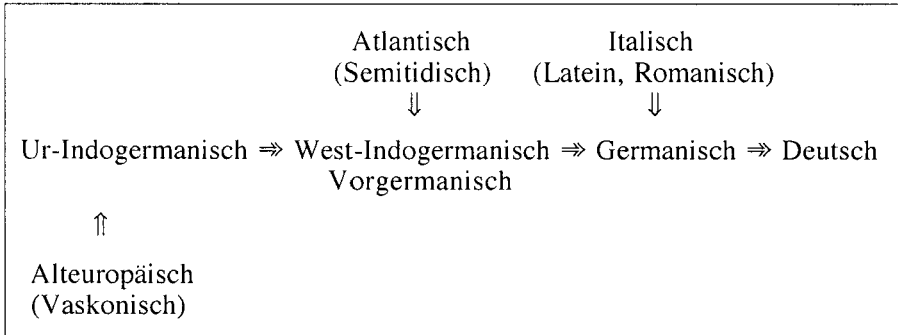 Atlantisch Italisch
(Semitidisch) (Latein, Romanisch)
⇓ ⇓
Ur-Indogermanisch ⇒ West-Indogermanisch ⇒ Germanisch ⇒ Deutsch
Vorgermanisch
⇑
Alteuropäisch
(Vaskonisch)